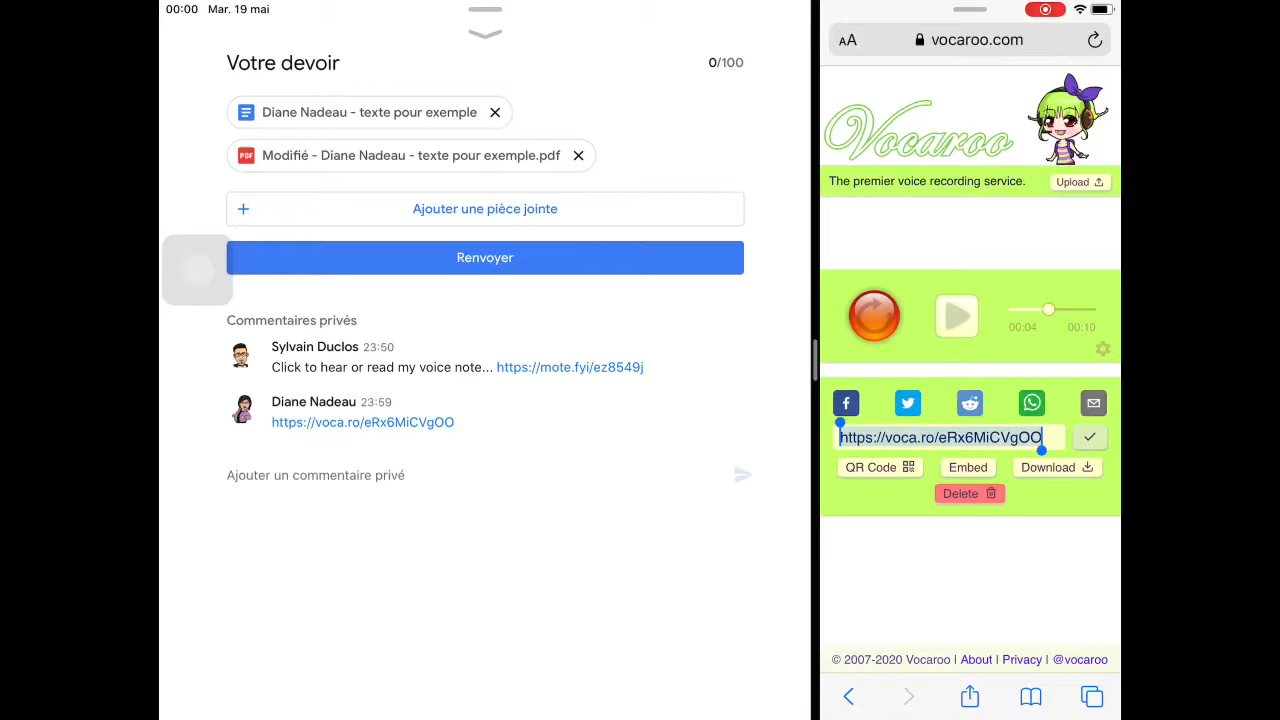 00:00 Mar. 19 mai
Votre devoir
0/100
Diane Nadeau - texte pour exemple
PDF
Modifié - Diane Nadeau - texte pour exemple.pdf
+ Ajouter une pièce jointe
Renvoyer
Commentaires privés
Sylvain Duclos 23:50
Click to hear or read my voice note... https://mote.fyi/ez8549j
Diane Nadeau 23:59
https://voca.ro/eRx6MiCVgOO
Ajouter un commentaire privé
AA vocaroo.com
Vocaroo
The premier voice recording service.
Upload
00:04 00:10
https://voca.ro/eRx6MiCVgOO
QR Code Embed Download
Delete
© 2007-2020 Vocaroo | About | Privacy | @vocaroo